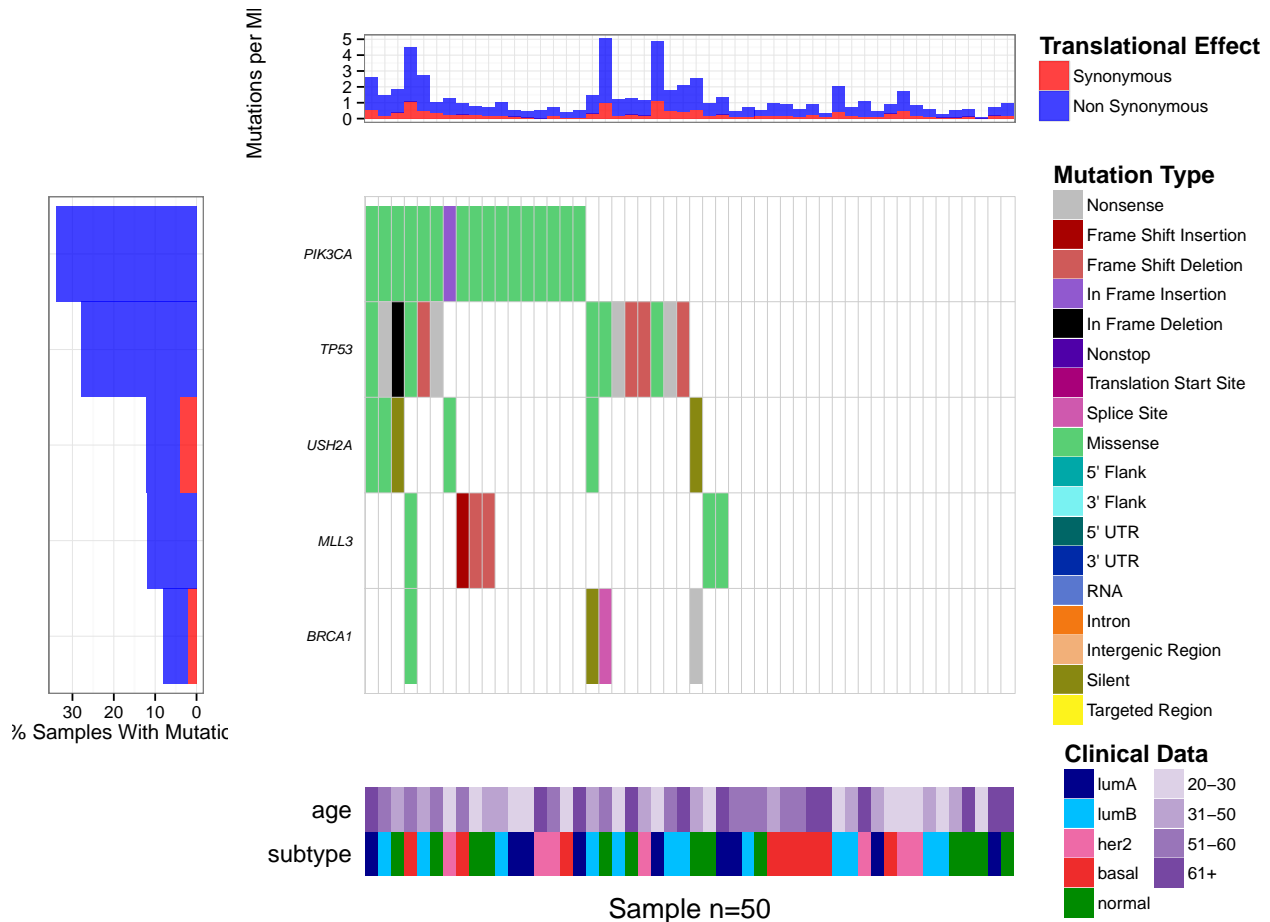 Mutations per M
5
4
3
2
1
0
Translational Effect
Synonymous
Non Synonymous
PIK3CA
TP53
USH2A
MLL3
BRCA1
30 20 10 0
% Samples With Mutatic
Mutation Type
Nonsense
Frame Shift Insertion
Frame Shift Deletion
In Frame Insertion
In Frame Deletion
Nonstop
Translation Start Site
Splice Site
Missense
5' Flank
3' Flank
5' UTR
3' UTR
RNA
Intron
Intergenic Region
Silent
Targeted Region
age
subtype
Sample n=50
Clinical Data
lumA 20−30
lumB 31−50
her2 51−60
basal 61+
normal